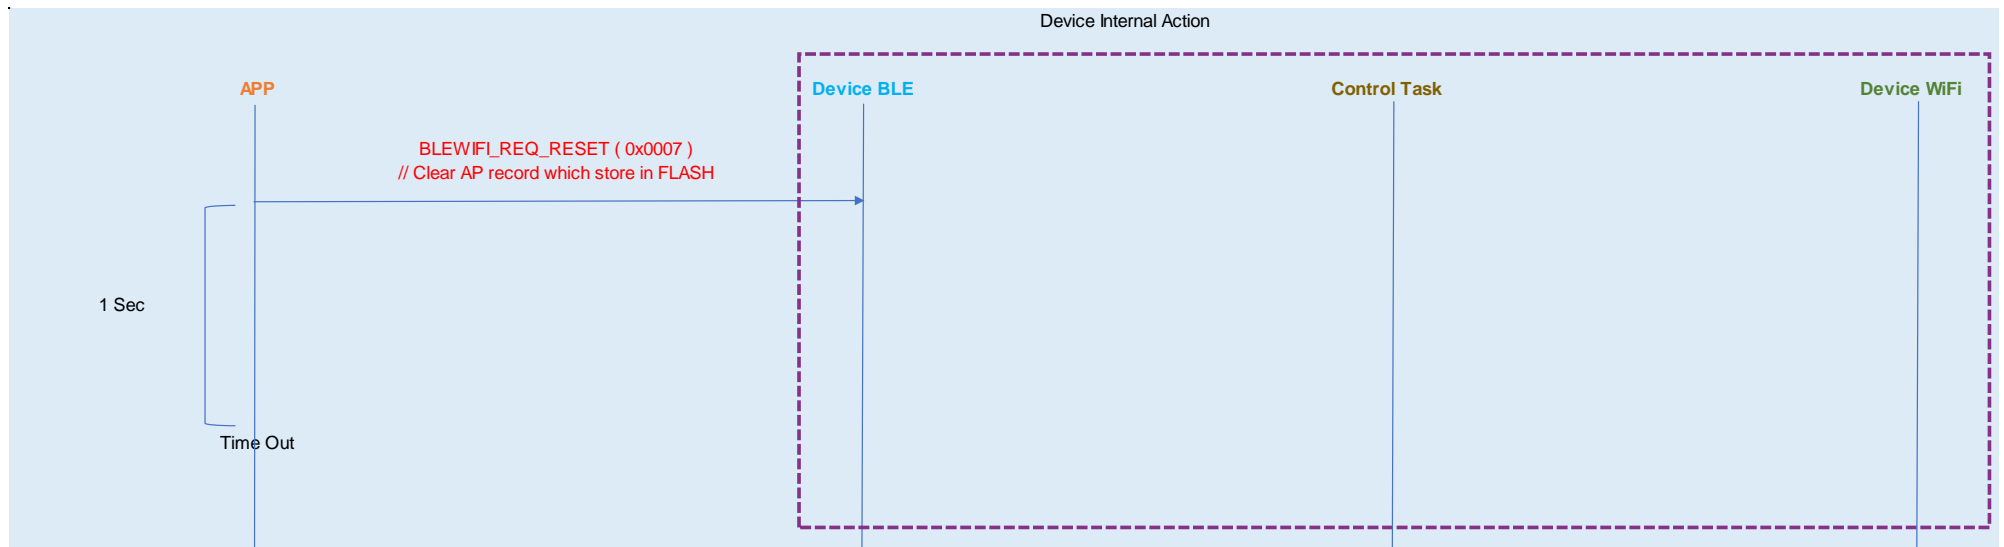 Device Internal Action
APP
Device BLE
Control Task
Device WiFi
BLEWIFI_REQ_RESET ( 0x0007 )
// Clear AP record which store in FLASH
1 Sec
Time Out